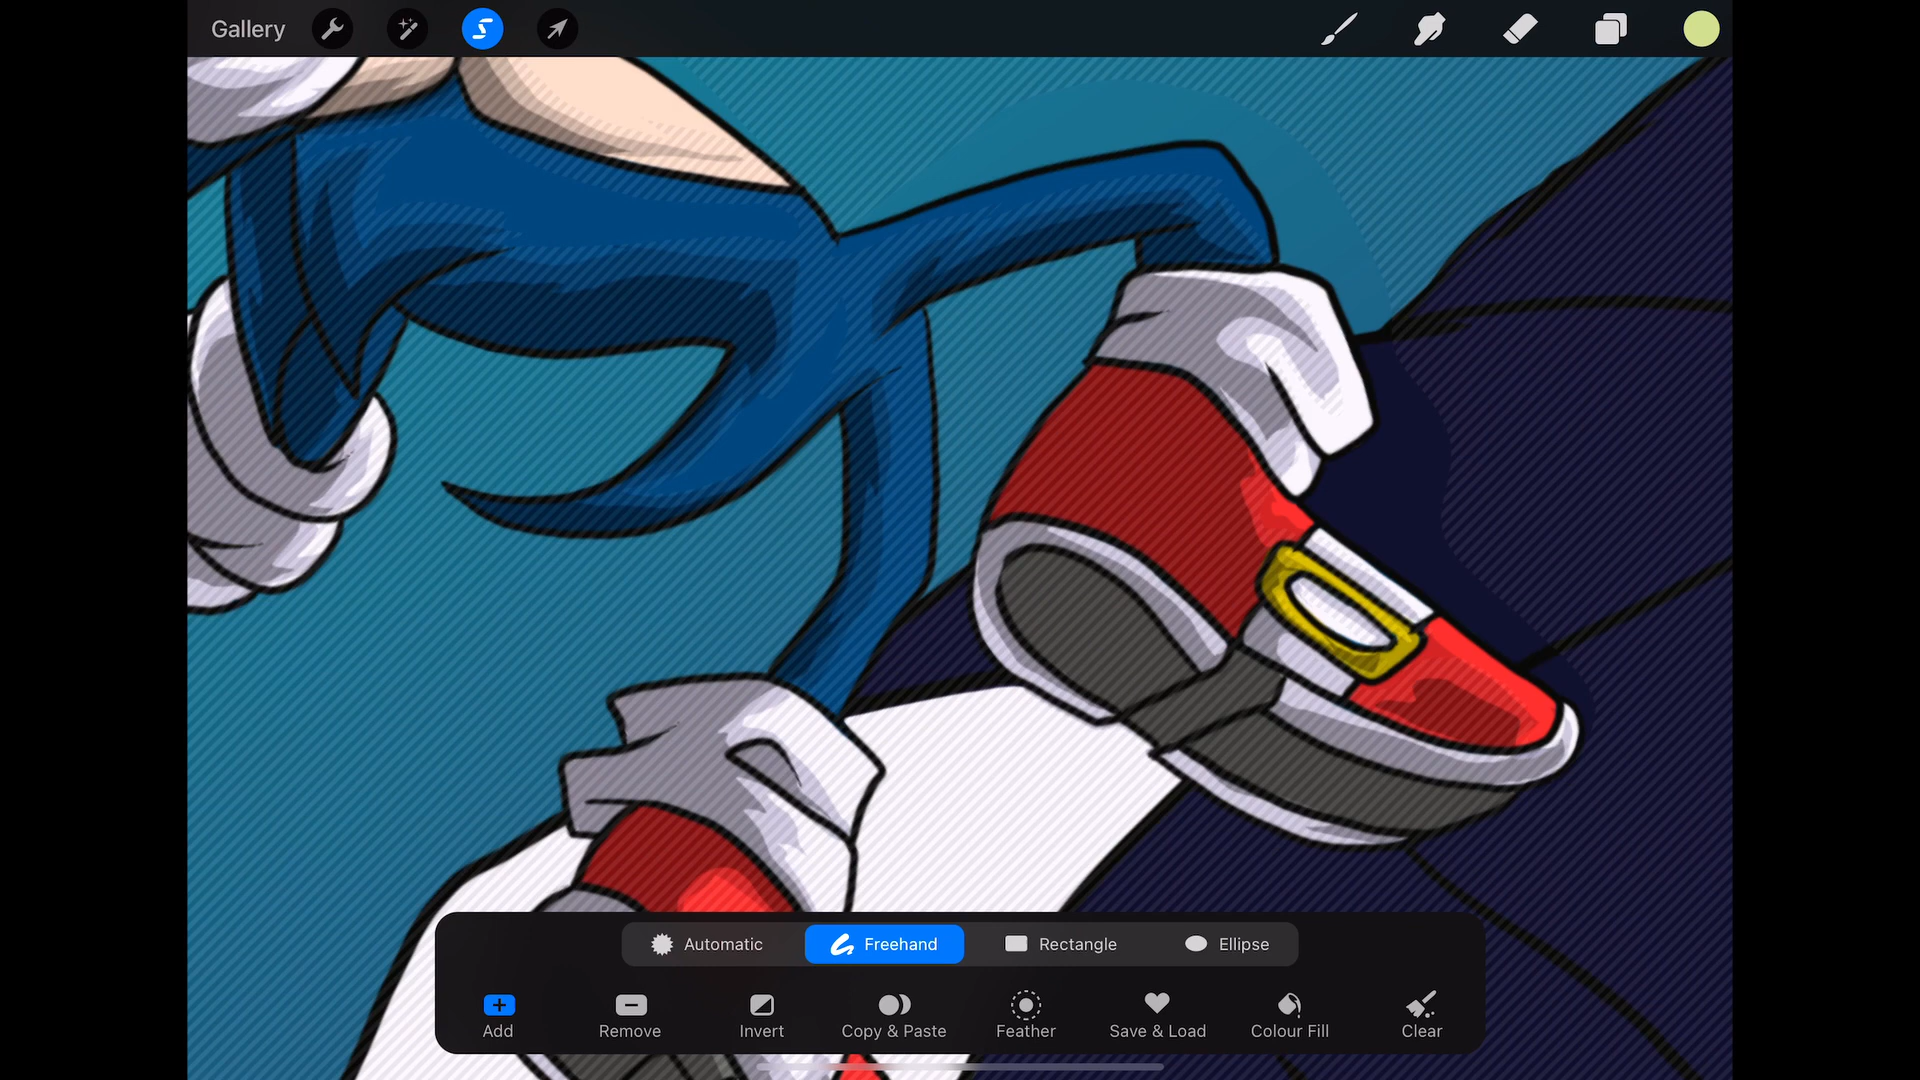 Gallery
Automatic
Freehand
Rectangle
Ellipse
Add
Remove
Invert
Copy & Paste
Feather
Save & Load
Colour Fill
Clear